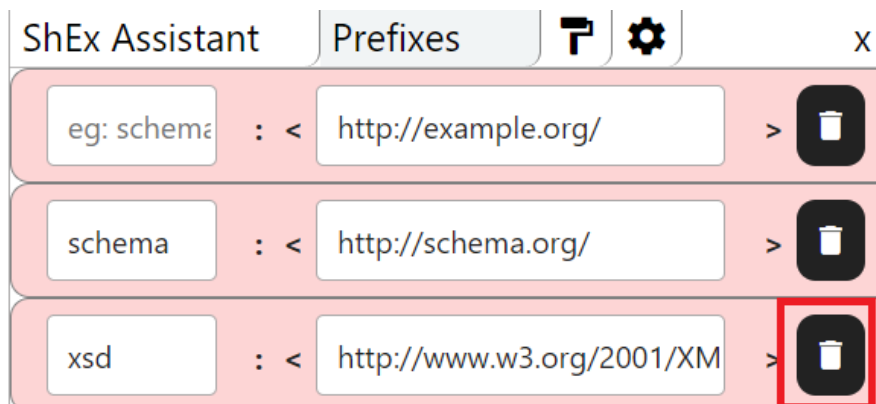 ShEx Assistant Prefixes x
eg: schema : < http://example.org/ >
schema : < http://schema.org/ >
xsd : < http://www.w3.org/2001/XM >